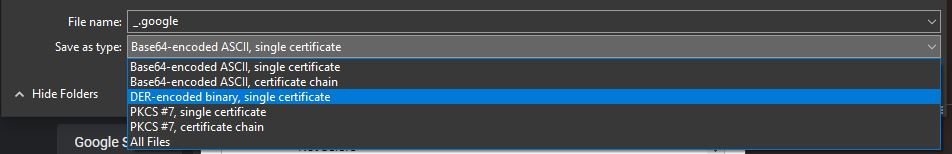 File name: _.google
Save as type: Base64-encoded ASCII, single certificate
Base64-encoded ASCII, single certificate
Base64-encoded ASCII, certificate chain
DER-encoded binary, single certificate
Hide Folders
PKCS #7, single certificate
PKCS #7, certificate chain
All Files
Google S